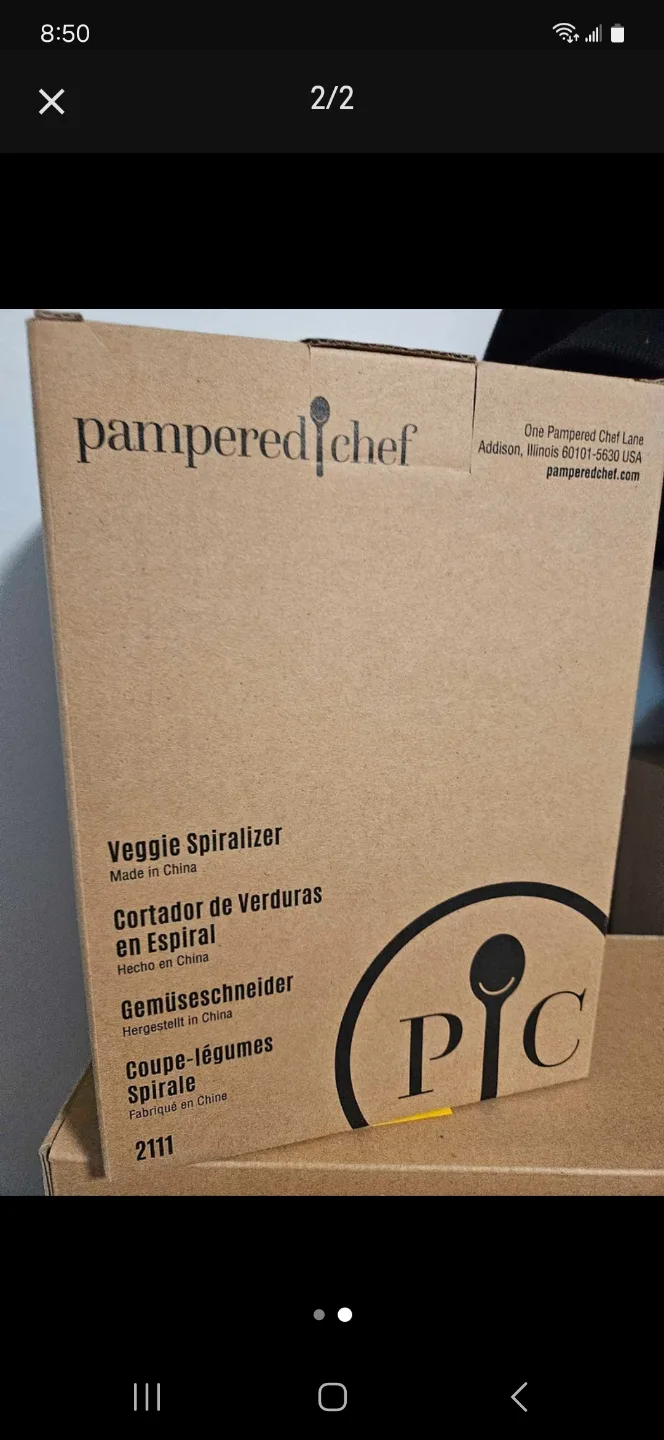 8:50
2/2
pampered chef
One Pampered Chef Lane
Addison, Illinois 60101-5630 USA
pamperedchef.com
Veggie Spiralizer
Made in China
Cortador de Verduras
en Espiral
Hecho en China
Gemüseschneider
Hergestellt in China
Coupe-légumes
Spirale
Fabriqué en Chine
2111
PC